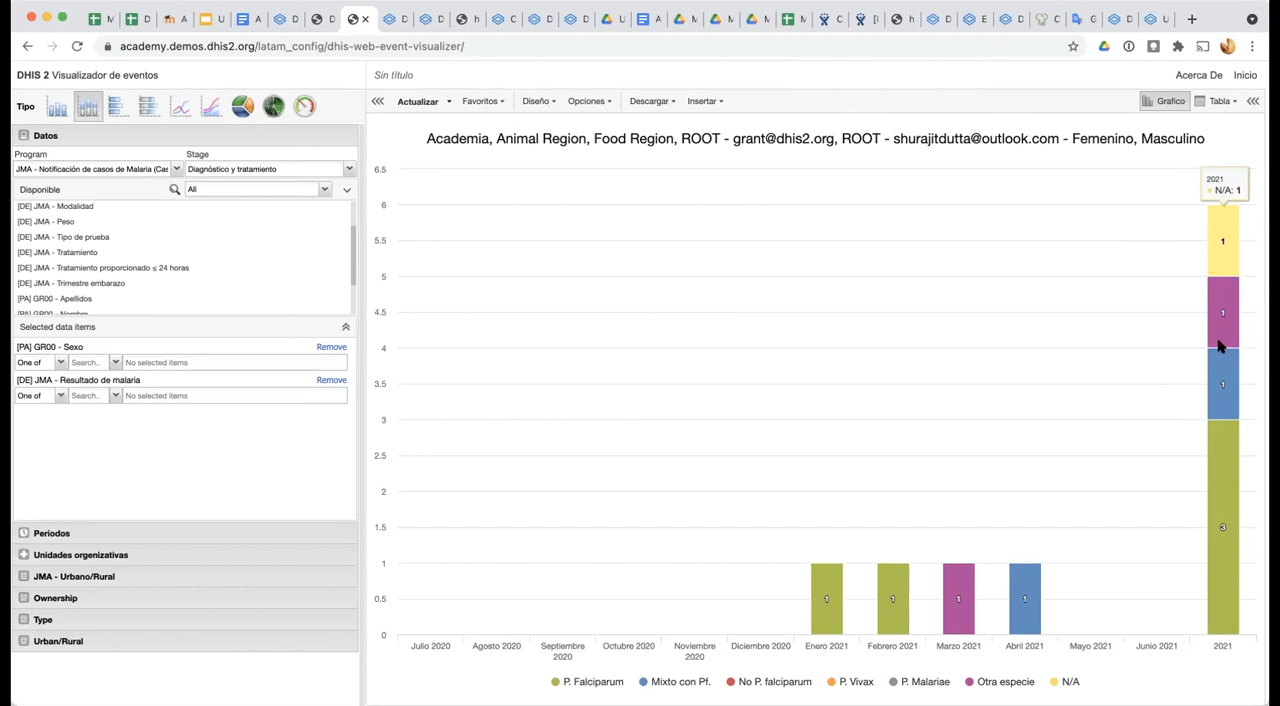 academy.demos.dhis2.org/latam_config/dhis-web-event-visualizer/
DHIS 2 Visualizador de eventos
Sin título
Acerca De
Inicio
Tipo
Actualizar
Favoritos
Diseño
Opciones
Descargar
Insertar
Grafico
Tabla
Datos
Program
Stage
JMA - Notificación de casos de Malaria (Cas
Diagnóstico y tratamiento
Disponible
All
[DE] JMA - Modalidad
[DE] JMA - Peso
[DE] JMA - Tipo de prueba
[DE] JMA - Tratamiento
[DE] JMA - Tratamiento proporcionado ≤ 24 horas
[DE] JMA - Trimestre embarazo
[PA] GR00 - Apellidos
[PA] GR00 - Nombre
Selected data items
[PA] GR00 - Sexo
Remove
One of
Search..
No selected items
[DE] JMA - Resultado de malaria
Remove
One of
Search..
No selected items
Periodos
Unidades organizativas
JMA - Urbano/Rural
Ownership
Type
Urban/Rural
Academia, Animal Region, Food Region, ROOT - grant@dhis2.org, ROOT - shurajitdutta@outlook.com - Femenino, Masculino
2021
N/A: 1
6.5
6
5.5
5
4.5
4
3.5
3
2.5
2
1.5
1
0.5
0
1
1
1
3
1
1
1
1
Julio 2020
Agosto 2020
Septiembre 2020
Octubre 2020
Noviembre 2020
Diciembre 2020
Enero 2021
Febrero 2021
Marzo 2021
Abril 2021
Mayo 2021
Junio 2021
2021
P. Falciparum
Mixto con Pf.
No P. falciparum
P. Vivax
P. Malariae
Otra especie
N/A